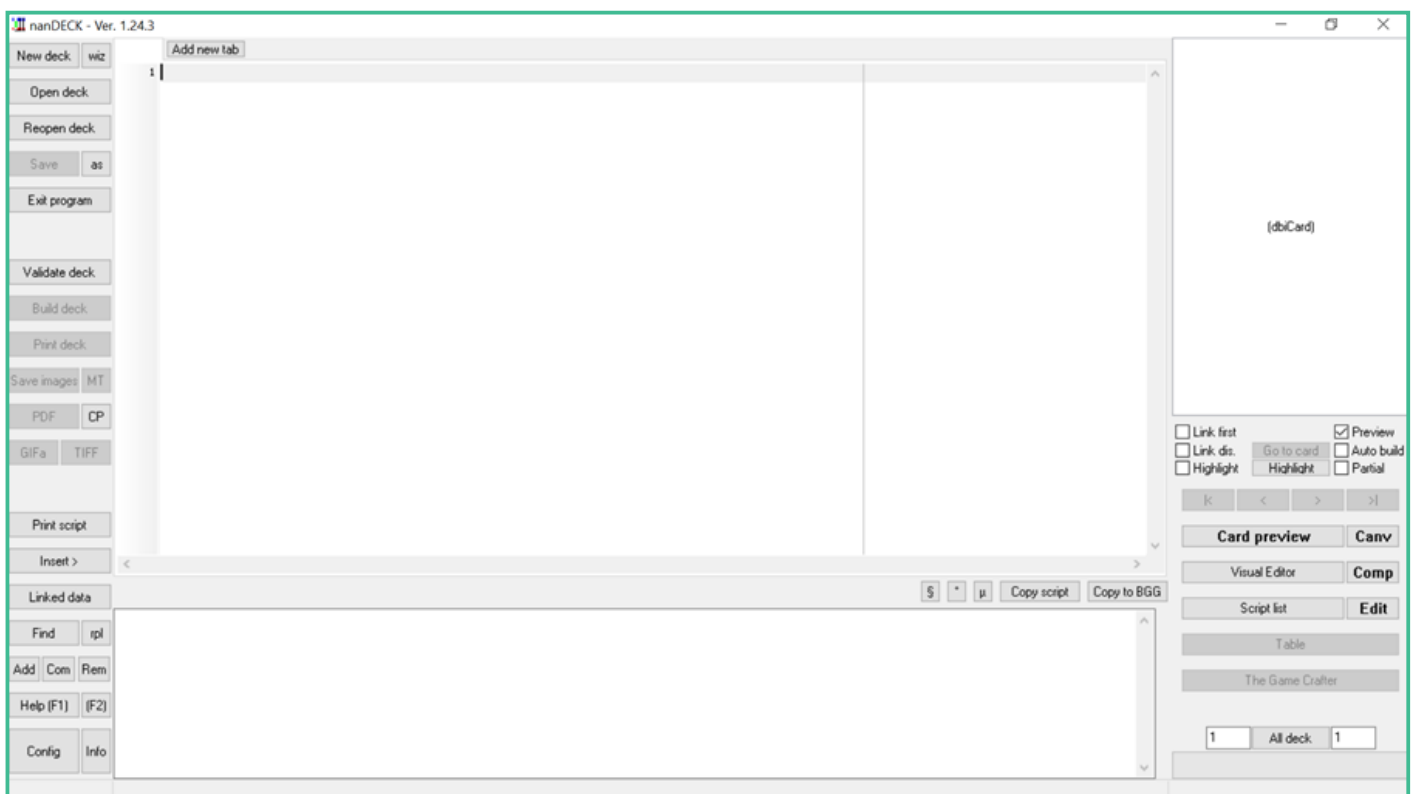 nanDECK - Ver. 1.24.3
New deck wiz
Add new tab
1
Open deck
Reopen deck
Save as
Exit program
(dbiCard)
Validate deck
Build deck
Print deck
Save images MT
PDF CP
GIFa TIFF
Link first Preview
Link dis. Go to card Auto build
Highlight Highlight Partial
|< < > >|
Print script
Card preview Canv
Insert >
Visual Editor Comp
Linked data
§ * µ Copy script Copy to BGG
Script list Edit
Find rpl
Table
Add Com Rem
The Game Crafter
Help (F1) (F2)
1 All deck 1
Config Info